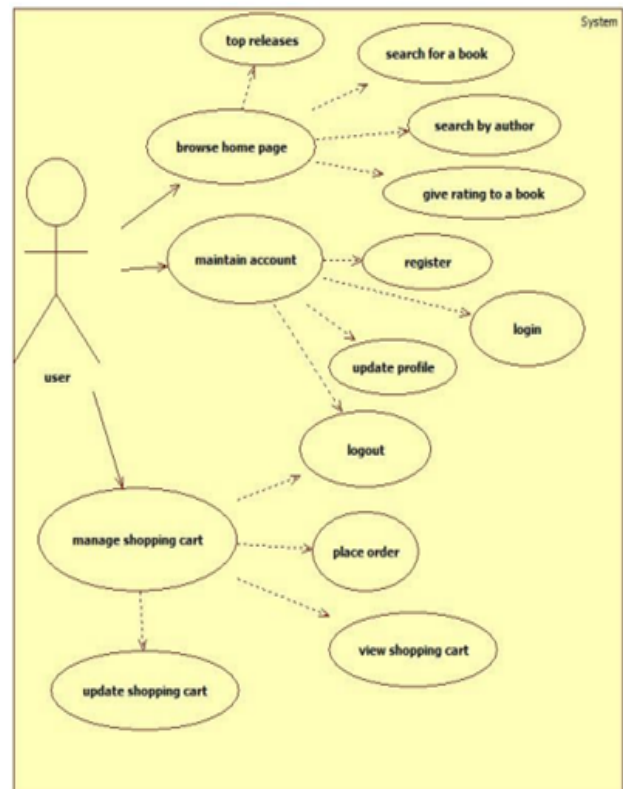 System
top releases
search for a book
search by author
browse home page
give rating to a book
maintain account
register
login
update profile
user
logout
manage shopping cart
place order
view shopping cart
update shopping cart